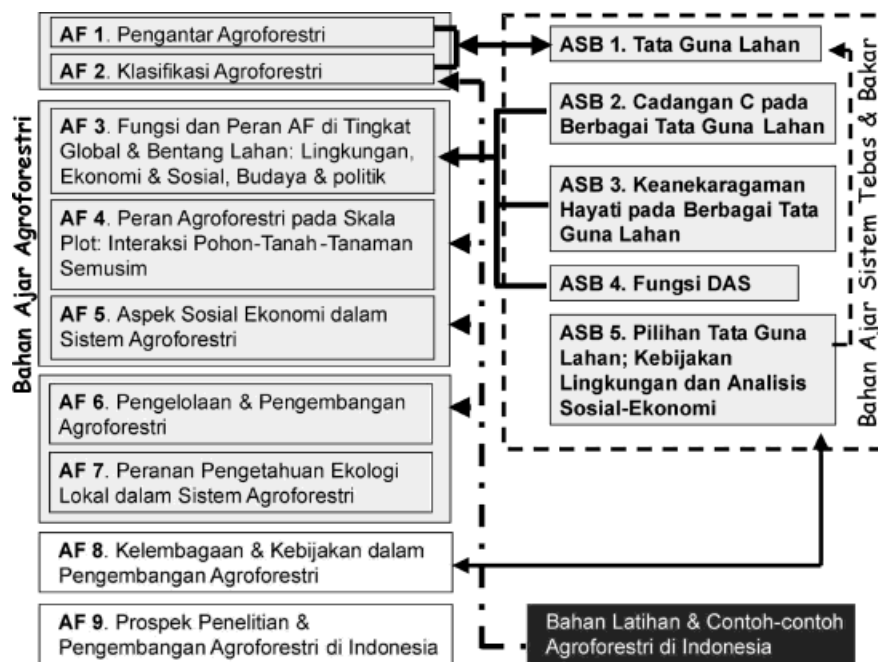 Bahan Ajar Agroforestri
AF 1. Pengantar Agroforestri
AF 2. Klasifikasi Agroforestri
AF 3. Fungsi dan Peran AF di Tingkat
Global & Bentang Lahan: Lingkungan,
Ekonomi & Sosial, Budaya & politik
AF 4. Peran Agroforestri pada Skala
Plot: Interaksi Pohon-Tanah-Tanaman
Semusim
AF 5. Aspek Sosial Ekonomi dalam
Sistem Agroforestri
AF 6. Pengelolaan & Pengembangan
Agroforestri
AF 7. Peranan Pengetahuan Ekologi
Lokal dalam Sistem Agroforestri
AF 8. Kelembagaan & Kebijakan dalam
Pengembangan Agroforestri
AF 9. Prospek Penelitian &
Pengembangan Agroforestri di Indonesia
ASB 1. Tata Guna Lahan
ASB 2. Cadangan C pada
Berbagai Tata Guna Lahan
ASB 3. Keanekaragaman
Hayati pada Berbagai Tata
Guna Lahan
ASB 4. Fungsi DAS
ASB 5. Pilihan Tata Guna
Lahan; Kebijakan
Lingkungan dan Analisis
Sosial-Ekonomi
Bahan Ajar Sistem Tebas & Bakar
Bahan Latihan & Contoh-contoh
Agroforestri di Indonesia